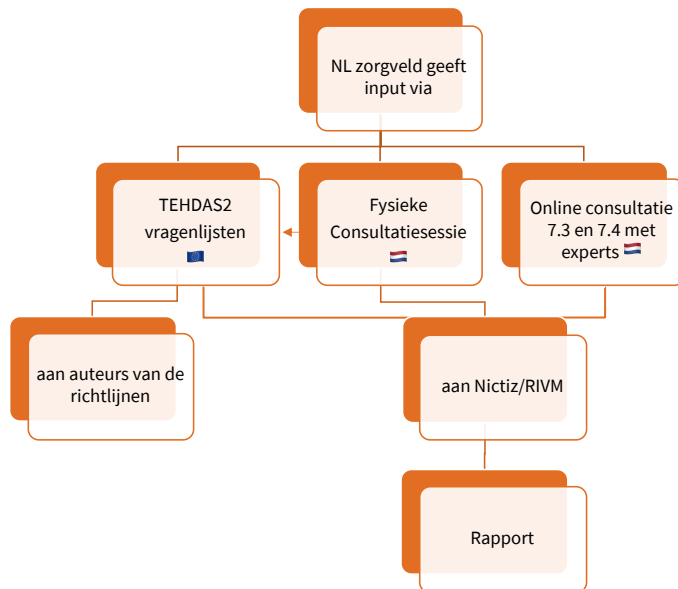 NL zorgveld geeft
input via
TEHDAS2
vragenlijsten
🇪🇺
Fysieke
Consultatiesessie
🇳🇱
Online consultatie
7.3 en 7.4 met
experts 🇳🇱
aan auteurs van de
richtlijnen
aan Nictiz/RIVM
Rapport